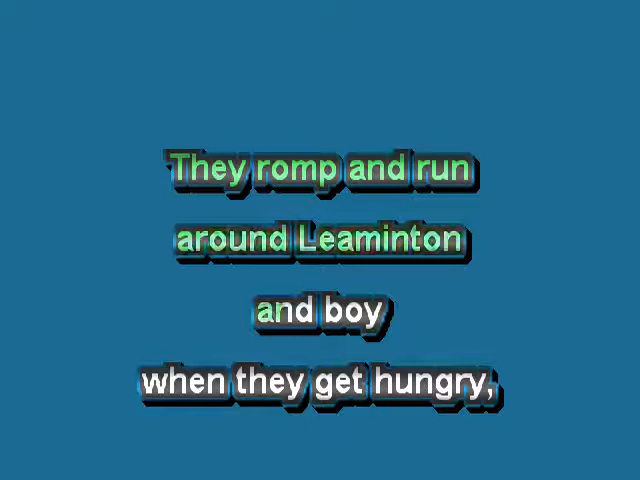 They romp and run
around Leaminton
and boy
when they get hungry,